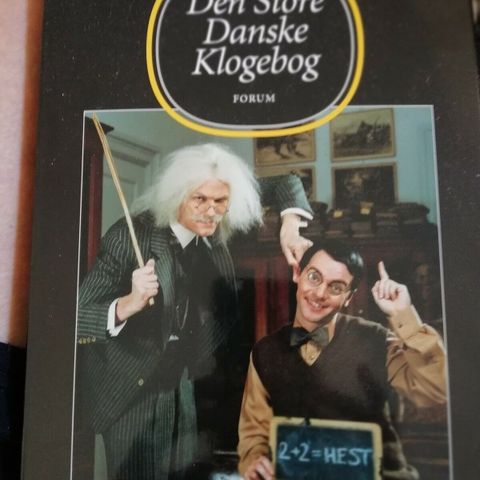 Den Store
Danske
Klogebog
FORUM
2+2=HEST